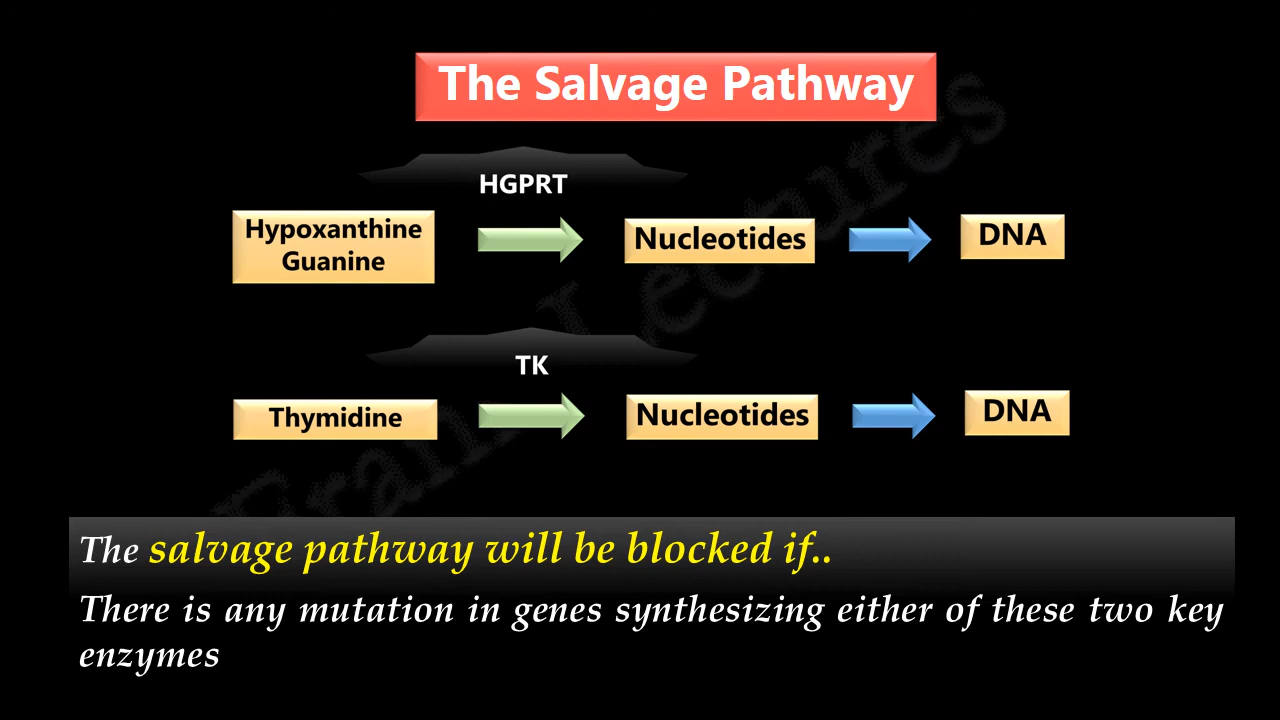 The Salvage Pathway
HGPRT
Hypoxanthine
Guanine
Nucleotides
DNA
TK
Thymidine
Nucleotides
DNA
The salvage pathway will be blocked if..
There is any mutation in genes synthesizing either of these two key
enzymes